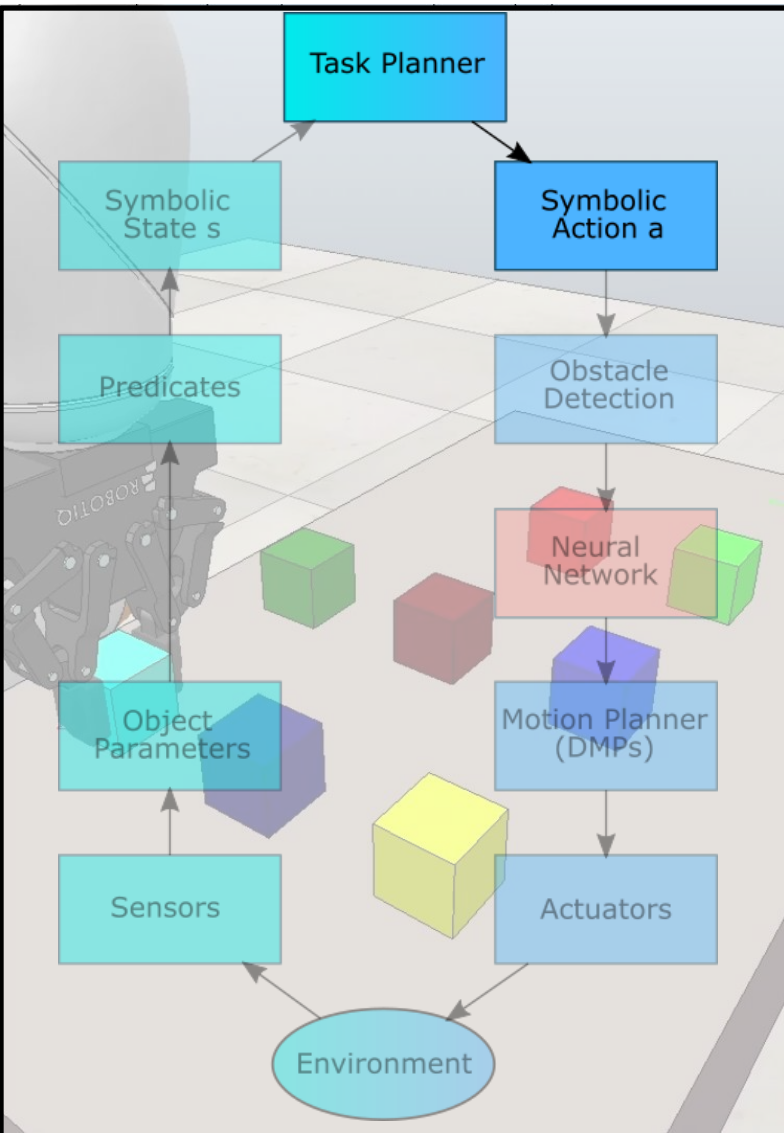 Task Planner
Symbolic
State s
Symbolic
Action a
Predicates
Obstacle
Detection
ROBOTIQ
Neural
Network
Object
Parameters
Motion Planner
(DMPs)
Sensors
Actuators
Environment